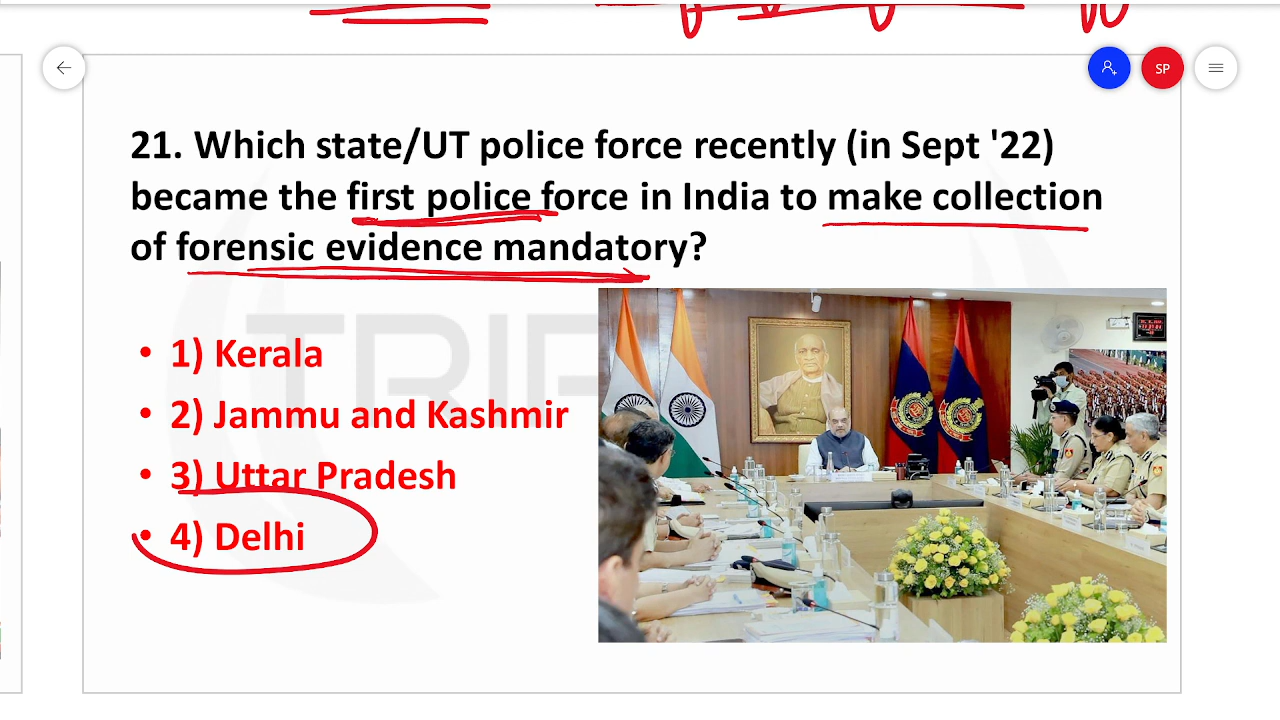 SP
21. Which state/UT police force recently (in Sept '22)
became the first police force in India to make collection
of forensic evidence mandatory?
• 1) Kerala
• 2) Jammu and Kashmir
• 3) Uttar Pradesh
• 4) Delhi